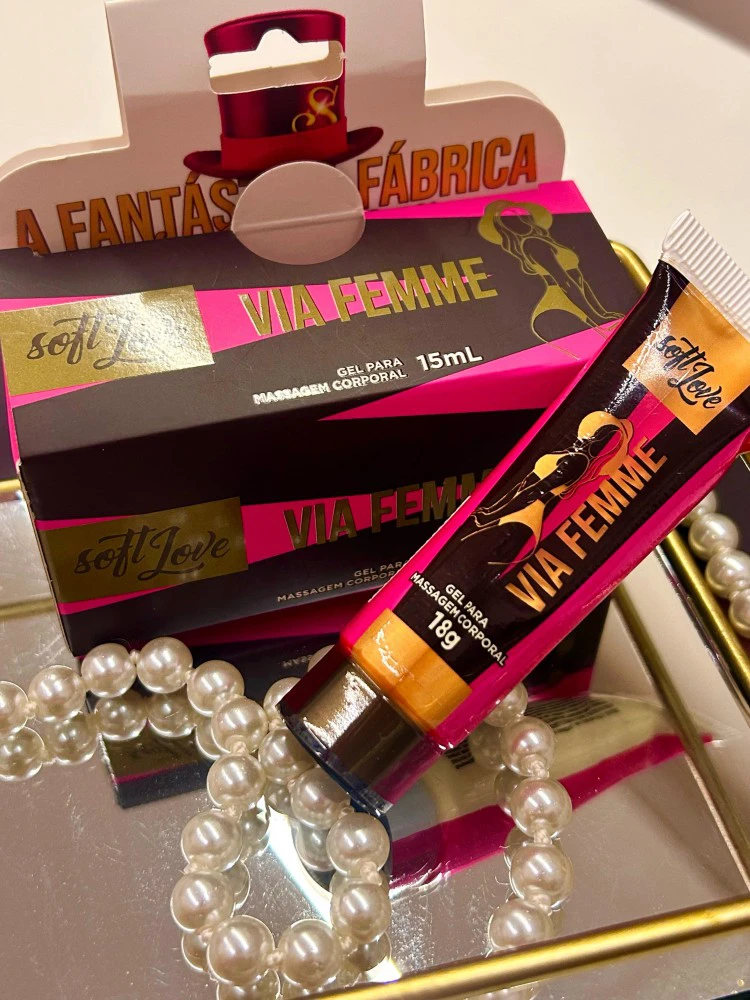 S
A FANTÁS FÁBRICA
soft Love
VIA FEMME
GEL PARA
MASSAGEM CORPORAL 15mL
soft Love
VIA FEMM
GEL PARA
MASSAGEM CORPORAL
soft Love
VIA FEMME
GEL PARA
MASSAGEM CORPORAL
18g